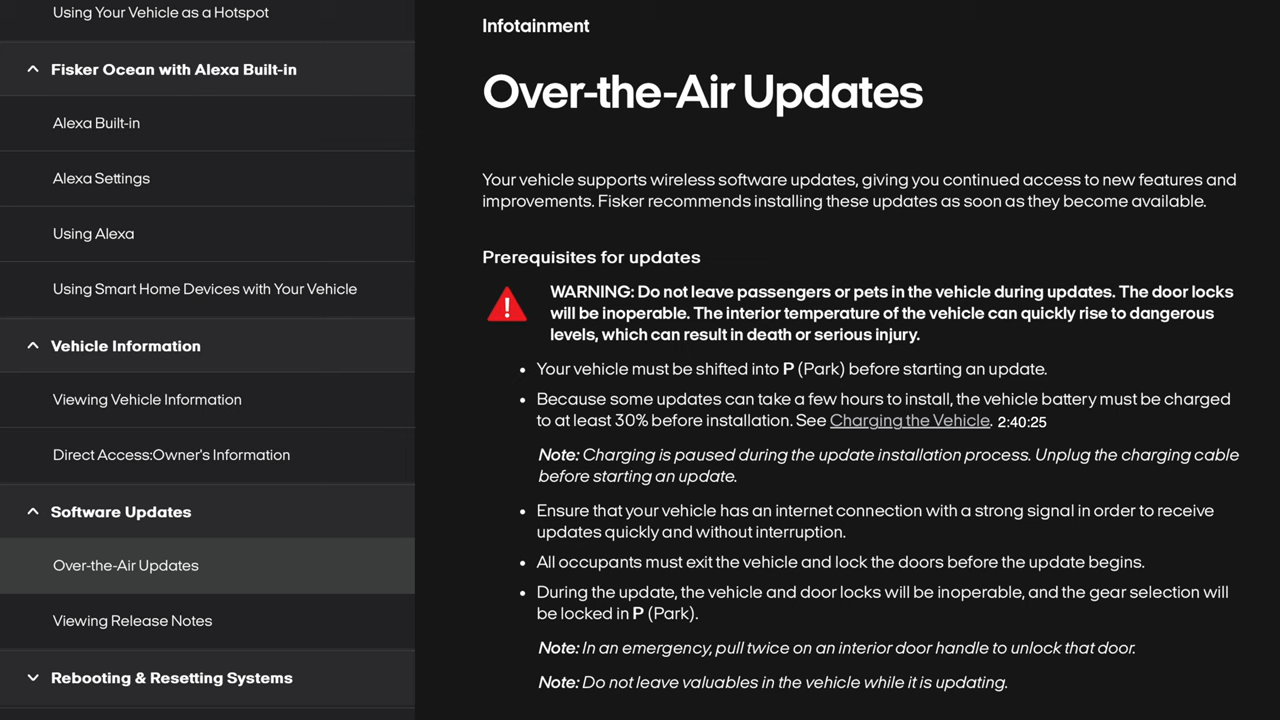 Using Your Vehicle as a Hotspot
Fisker Ocean with Alexa Built-in
Alexa Built-in
Alexa Settings
Using Alexa
Using Smart Home Devices with Your Vehicle
Vehicle Information
Viewing Vehicle Information
Direct Access:Owner's Information
Software Updates
Over-the-Air Updates
Viewing Release Notes
Rebooting & Resetting Systems
Infotainment
Over-the-Air Updates
Your vehicle supports wireless software updates, giving you continued access to new features and
improvements. Fisker recommends installing these updates as soon as they become available.
Prerequisites for updates
WARNING: Do not leave passengers or pets in the vehicle during updates. The door locks
will be inoperable. The interior temperature of the vehicle can quickly rise to dangerous
levels, which can result in death or serious injury.
• Your vehicle must be shifted into P (Park) before starting an update.
• Because some updates can take a few hours to install, the vehicle battery must be charged
to at least 30% before installation. See Charging the Vehicle. 2:40:25
Note: Charging is paused during the update installation process. Unplug the charging cable
before starting an update.
• Ensure that your vehicle has an internet connection with a strong signal in order to receive
updates quickly and without interruption.
• All occupants must exit the vehicle and lock the doors before the update begins.
• During the update, the vehicle and door locks will be inoperable, and the gear selection will
be locked in P (Park).
Note: In an emergency, pull twice on an interior door handle to unlock that door.
Note: Do not leave valuables in the vehicle while it is updating.